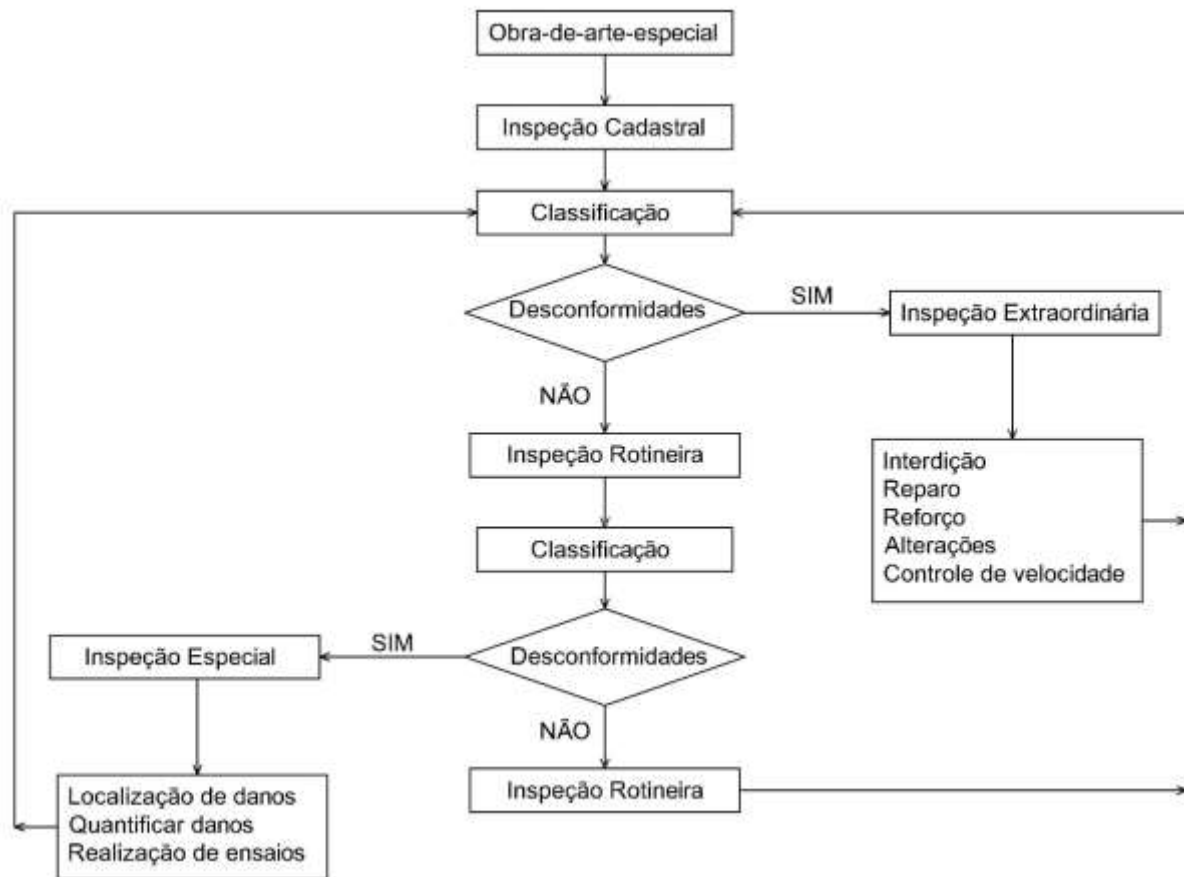 Obra-de-arte-especial
Inspeção Cadastral
Classificação
Desconformidades
SIM
Inspeção Extraordinária
NÃO
Inspeção Rotineira
Interdição
Reparo
Reforço
Alterações
Controle de velocidade
Classificação
Desconformidades
SIM
Inspeção Especial
NÃO
Inspeção Rotineira
Localização de danos
Quantificar danos
Realização de ensaios